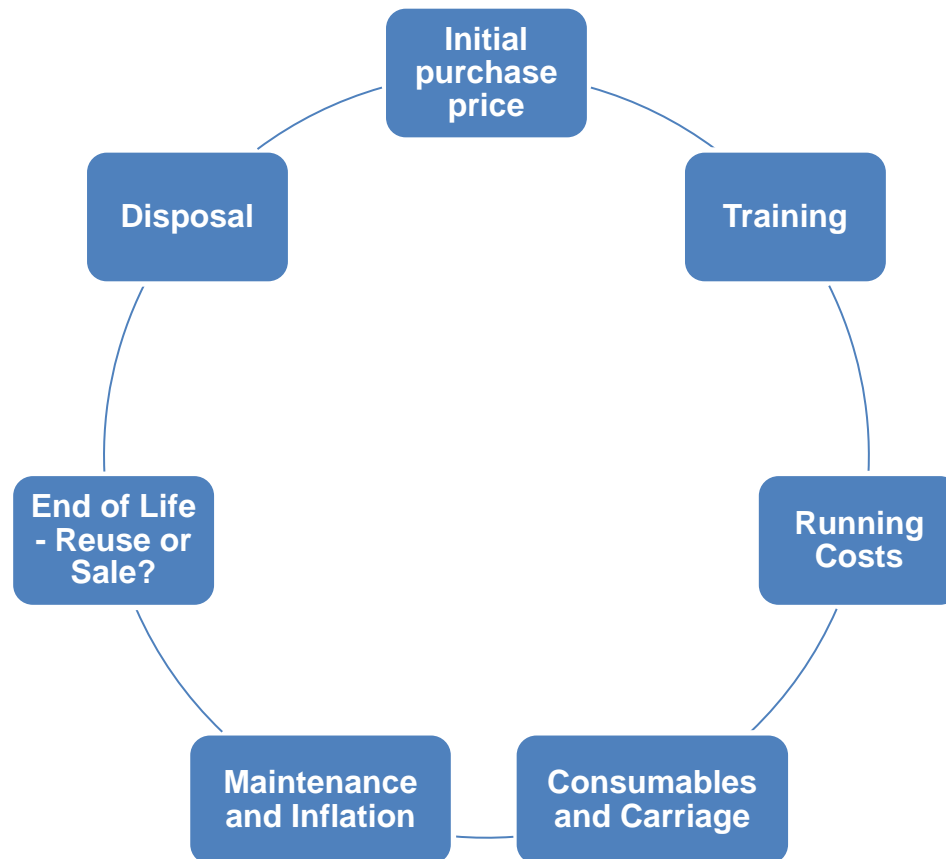 Initial
purchase
price
Training
Running
Costs
Consumables
and Carriage
Maintenance
and Inflation
End of Life
- Reuse or
Sale?
Disposal